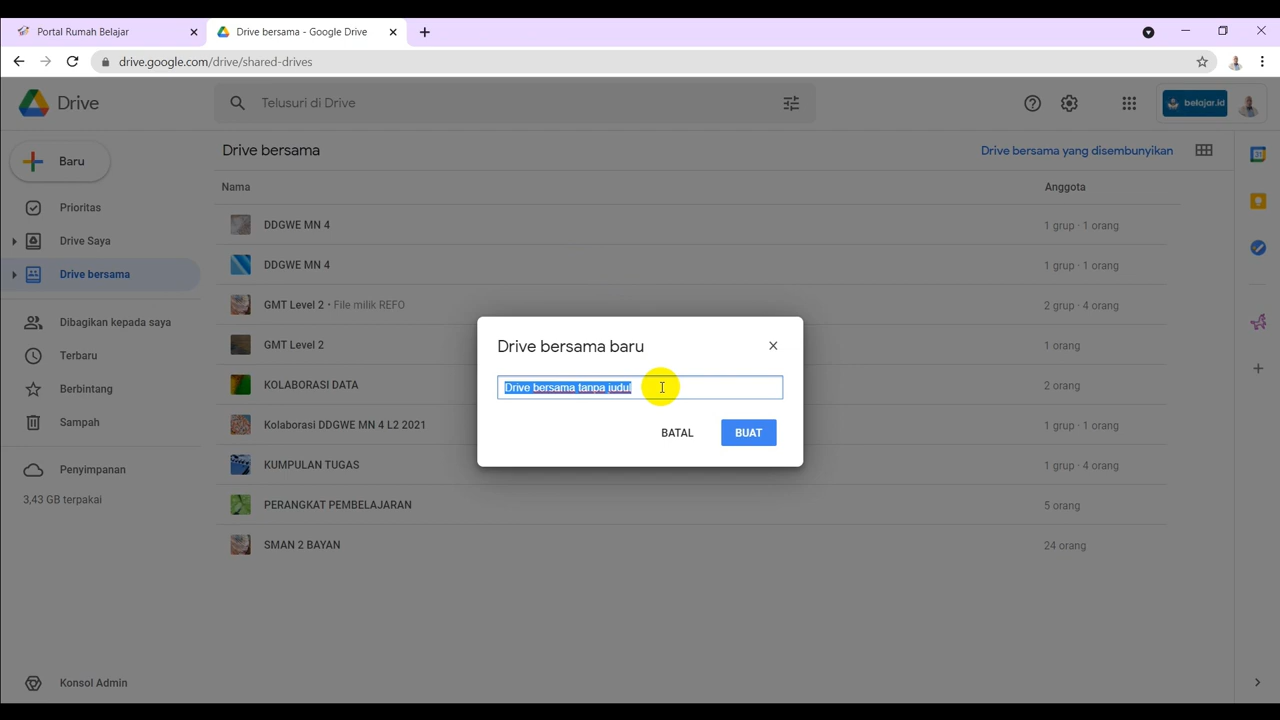 Portal Rumah Belajar
Drive bersama - Google Drive
drive.google.com/drive/shared-drives
Drive
Telusuri di Drive
belajar.id
Baru
Drive bersama
Drive bersama yang disembunyikan
Nama
Anggota
Prioritas
Drive Saya
Drive bersama
Dibagikan kepada saya
Terbaru
Berbintang
Sampah
Penyimpanan
3,43 GB terpakai
Konsol Admin
DDGWE MN 4
1 grup · 1 orang
DDGWE MN 4
1 grup · 1 orang
GMT Level 2 • File milik REFO
2 grup · 4 orang
GMT Level 2
1 orang
KOLABORASI DATA
2 orang
Kolaborasi DDGWE MN 4 L2 2021
1 grup · 1 orang
KUMPULAN TUGAS
1 grup · 4 orang
PERANGKAT PEMBELAJARAN
5 orang
SMAN 2 BAYAN
24 orang
Drive bersama baru
Drive bersama tanpa judul
BATAL
BUAT